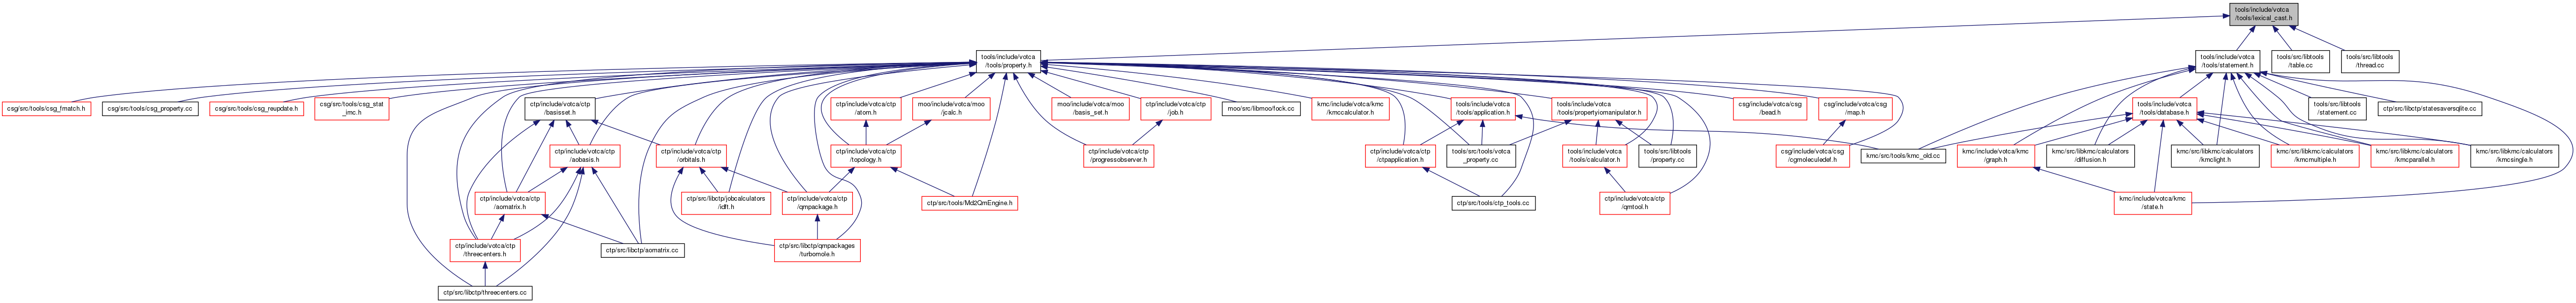 tools/include/votca
/tools/lexical_cast.h
tools/include/votca
/tools/property.h
tools/include/votca
/tools/statement.h
tools/src/libtools
/table.cc
tools/src/libtools
/thread.cc
csg/src/tools/csg_fmatch.h
csg/src/tools/csg_property.cc
csg/src/tools/csg_reupdate.h
csg/src/tools/csg_stat
_imc.h
ctp/include/votca/ctp
/basisset.h
ctp/include/votca/ctp
/atom.h
moo/include/votca/moo
/jcalc.h
moo/include/votca/moo
/basis_set.h
ctp/include/votca/ctp
/job.h
moo/src/libmoo/fock.cc
kmc/include/votca/kmc
/kmccalculator.h
tools/include/votca
/tools/application.h
tools/include/votca
/tools/propertyiomanipulator.h
csg/include/votca/csg
/bead.h
csg/include/votca/csg
/map.h
tools/include/votca
/tools/database.h
tools/src/libtools
/statement.cc
ctp/src/libctp/statesaversqlite.cc
ctp/include/votca/ctp
/aobasis.h
ctp/include/votca/ctp
/orbitals.h
ctp/include/votca/ctp
/topology.h
ctp/include/votca/ctp
/progressobserver.h
ctp/include/votca/ctp
/ctpapplication.h
tools/src/tools/votca
_property.cc
tools/include/votca
/tools/calculator.h
tools/src/libtools
/property.cc
csg/include/votca/csg
/cgmoleculedef.h
kmc/src/tools/kmc_old.cc
kmc/include/votca/kmc
/graph.h
kmc/src/libkmc/calculators
/diffusion.h
kmc/src/libkmc/calculators
/kmclight.h
kmc/src/libkmc/calculators
/kmcmultiple.h
kmc/src/libkmc/calculators
/kmcparallel.h
kmc/src/libkmc/calculators
/kmcsingle.h
ctp/include/votca/ctp
/aomatrix.h
ctp/src/libctp/jobcalculators
/idft.h
ctp/include/votca/ctp
/qmpackage.h
ctp/src/tools/Md2QmEngine.h
ctp/src/tools/ctp_tools.cc
ctp/include/votca/ctp
/qmtool.h
kmc/include/votca/kmc
/state.h
ctp/include/votca/ctp
/threecenters.h
ctp/src/libctp/aomatrix.cc
ctp/src/libctp/qmpackages
/turbomole.h
ctp/src/libctp/threecenters.cc